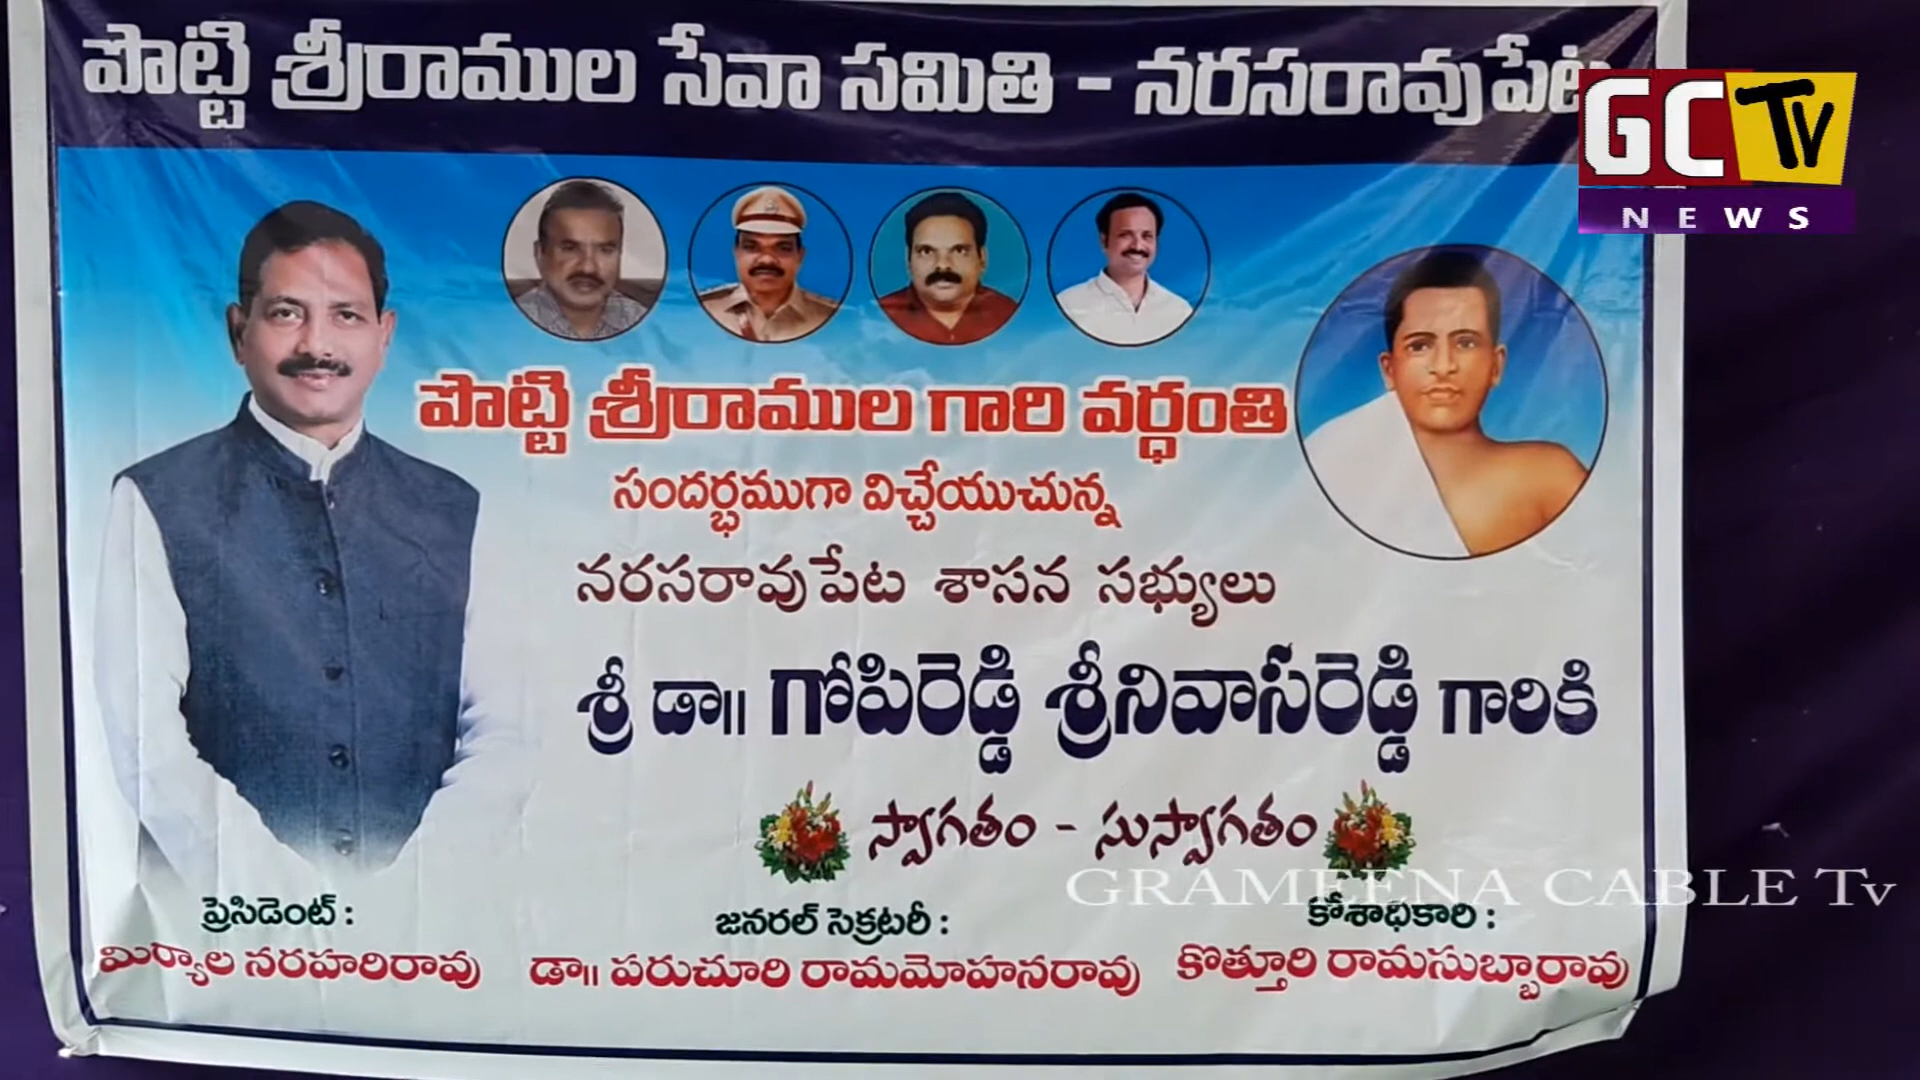 పొట్టి శ్రీరాముల సేవా సమితి - నరసరావుపేట
GC TV
NEWS
పొట్టి శ్రీరాముల గారి వర్ధంతి
సందర్భముగా విచ్చేయుచున్న
నరసరావుపేట శాసన సభ్యులు
శ్రీ డా॥ గోపిరెడ్డి శ్రీనివాసరెడ్డి గారికి
స్వాగతం - సుస్వాగతం
GRAMEENA CABLE Tv
ప్రెసిడెంట్ :
మిర్యాల నరహరిరావు
జనరల్ సెక్రటరీ :
డా॥ పరుచూరి రామమోహనరావు
కోశాధికారి :
కొత్తూరి రామసుబ్బారావు